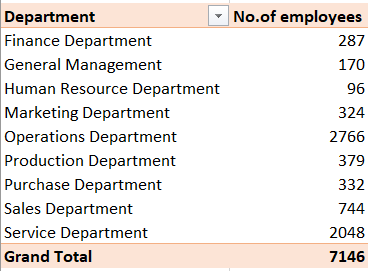 Department No.of employees
Finance Department 287
General Management 170
Human Resource Department 96
Marketing Department 324
Operations Department 2766
Production Department 379
Purchase Department 332
Sales Department 744
Service Department 2048
Grand Total 7146